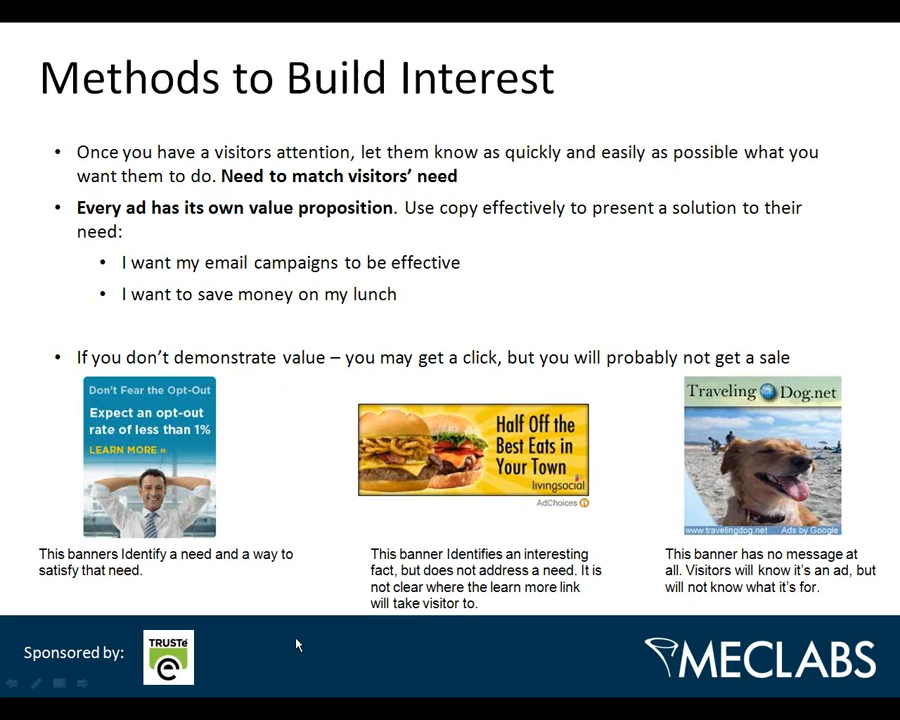 Methods to Build Interest
• Once you have a visitors attention, let them know as quickly and easily as possible what you
want them to do. Need to match visitors' need
• Every ad has its own value proposition. Use copy effectively to present a solution to their
need:
• I want my email campaigns to be effective
• I want to save money on my lunch
• If you don't demonstrate value – you may get a click, but you will probably not get a sale
Don't Fear the Opt-Out
Expect an opt-out
rate of less than 1%
LEARN MORE »
Half Off the
Best Eats in
Your Town
livingsocial
AdChoices
Traveling Dog.net
www.travelingdog.net Ads by Google
This banners Identify a need and a way to
satisfy that need.
This banner Identifies an interesting
fact, but does not address a need. It is
not clear where the learn more link
will take visitor to.
This banner has no message at
all. Visitors will know it's an ad, but
will not know what it's for.
Sponsored by:
TRUSTe
e
MECLABS